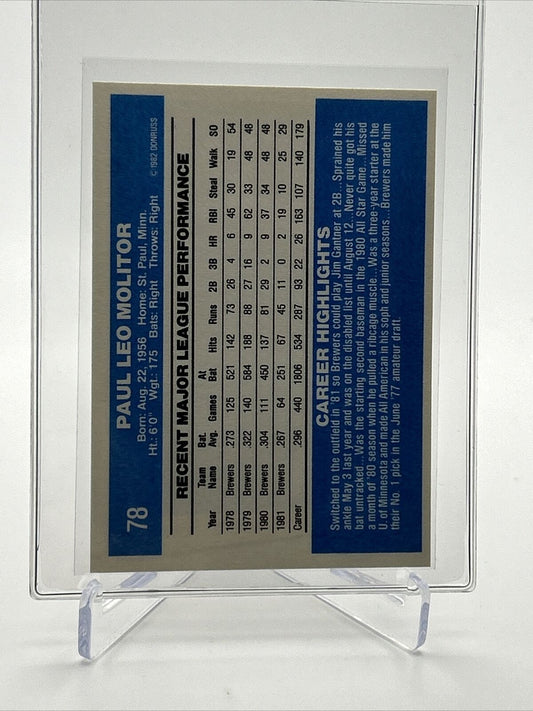 78
PAUL LEO MOLITOR
Born: Aug. 22, 1956 Home: St. Paul, Minn.
Ht.: 6'0" Wgt.: 175 Bats: Right Throws: Right
©1982 DONRUSS
RECENT MAJOR LEAGUE PERFORMANCE
Year Team Name Bat. Avg. Games At Bat Hits Runs 2B 3B HR RBI Steal Walk SO
1978 Brewers .273 125 521 142 73 26 4 6 45 30 19 54
1979 Brewers .322 140 584 188 88 27 16 9 62 33 48 48
1980 Brewers .304 111 450 137 81 29 2 9 37 34 48 48
1981 Brewers .267 64 251 67 45 11 0 2 19 10 25 29
Career .296 440 1806 534 287 93 22 26 163 107 140 179
CAREER HIGHLIGHTS
Switched to the outfield in '81 so Brewers could play Jim Gantner at 2B...Sprained his
ankle May 3 last year and was on the disabled list until August 12...Never quite got his
bat untracked...Was the starting second baseman in the 1980 All Star Game...Missed
a month of '80 season when he pulled a ribcage muscle...Was a three-year starter at the
U. of Minnesota and made All American in his soph and junior seasons...Brewers made him
their No. 1 pick in the June '77 amateur draft.